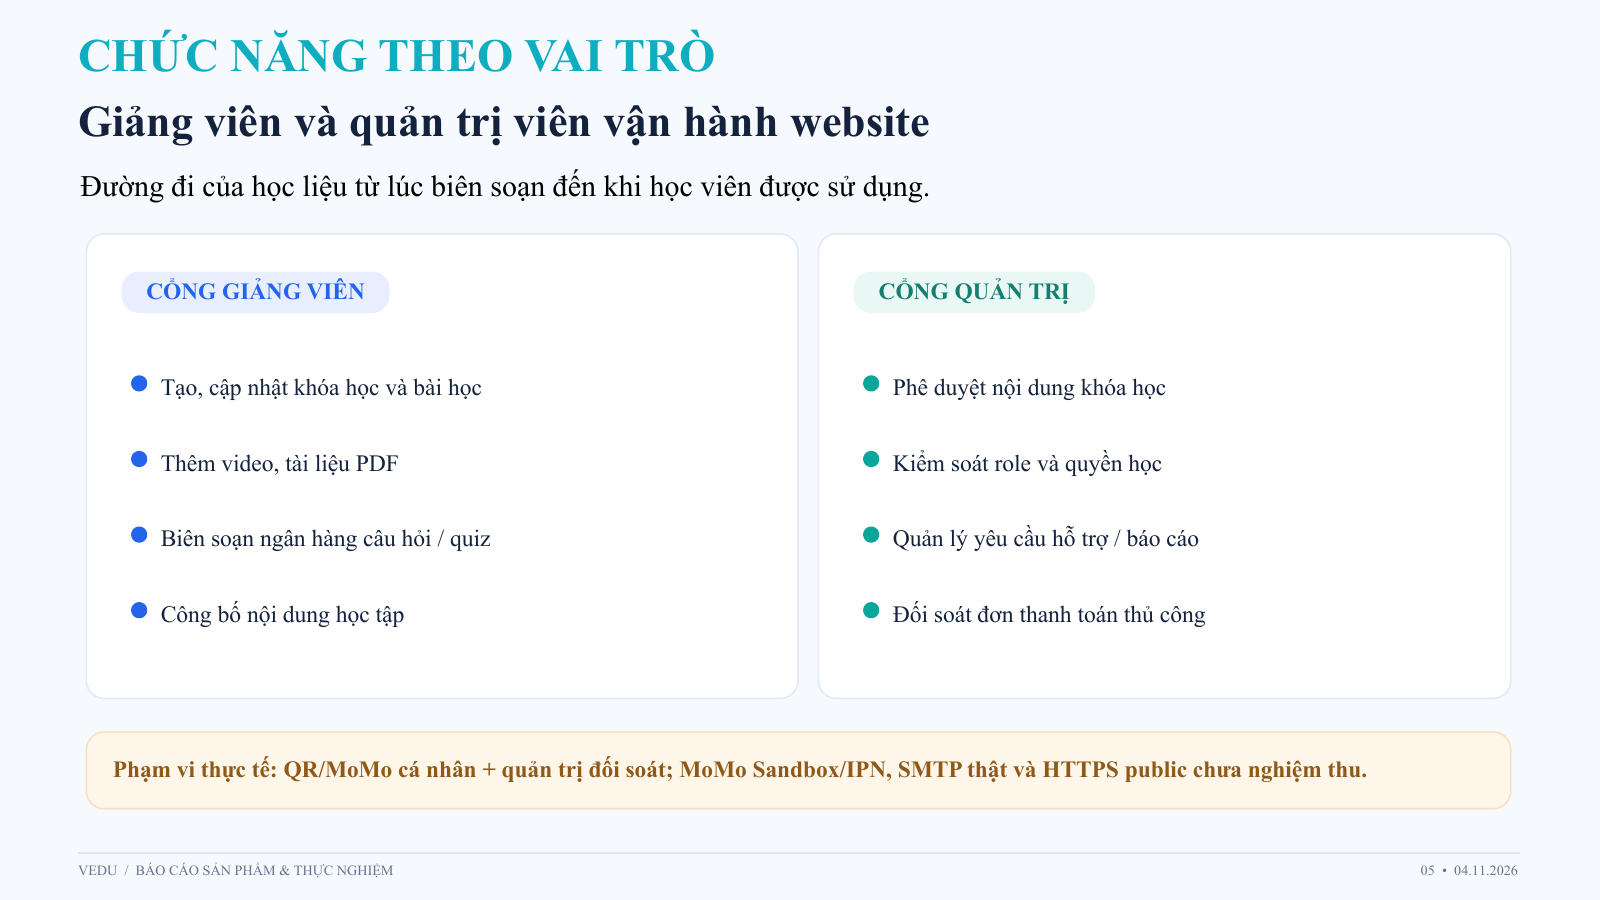 CHỨC NĂNG THEO VAI TRÒ
Giảng viên và quản trị viên vận hành website
Đường đi của học liệu từ lúc biên soạn đến khi học viên được sử dụng.
CỔNG GIẢNG VIÊN
Tạo, cập nhật khóa học và bài học
Thêm video, tài liệu PDF
Biên soạn ngân hàng câu hỏi / quiz
Công bố nội dung học tập
CỔNG QUẢN TRỊ
Phê duyệt nội dung khóa học
Kiểm soát role và quyền học
Quản lý yêu cầu hỗ trợ / báo cáo
Đối soát đơn thanh toán thủ công
Phạm vi thực tế: QR/MoMo cá nhân + quản trị đối soát; MoMo Sandbox/IPN, SMTP thật và HTTPS public chưa nghiệm thu.
VEDU / BÁO CÁO SẢN PHẨM & THỰC NGHIỆM
05 • 04.11.2026